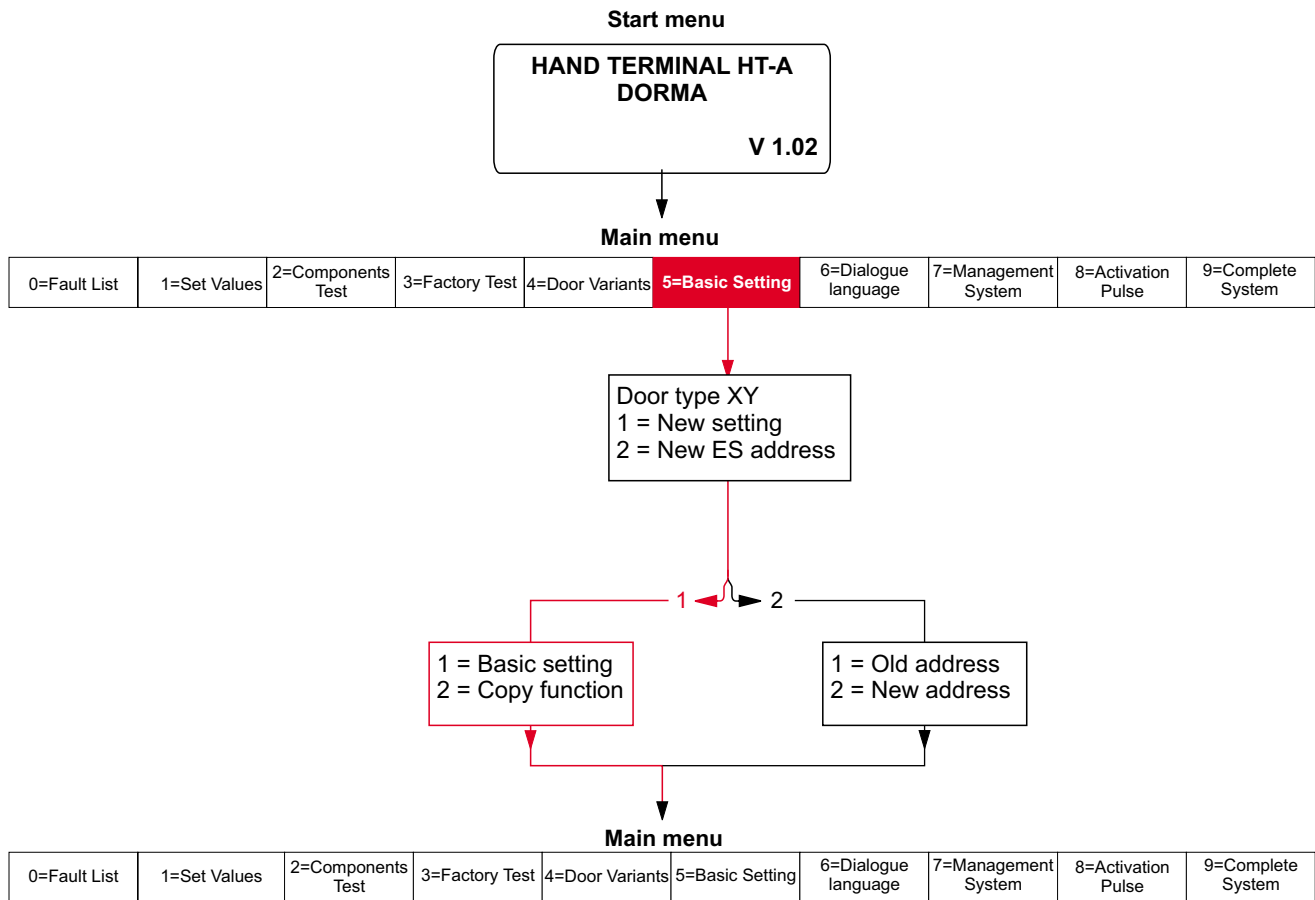 Start menu
HAND TERMINAL HT-A
DORMA
V 1.02
Main menu
0=Fault List
1=Set Values
2=Components
Test
3=Factory Test
4=Door Variants
5=Basic Setting
6=Dialogue
language
7=Management
System
8=Activation
Pulse
9=Complete
System
Door type XY
1 = New setting
2 = New ES address
1
2
1 = Basic setting
2 = Copy function
1 = Old address
2 = New address
Main menu
0=Fault List
1=Set Values
2=Components
Test
3=Factory Test
4=Door Variants
5=Basic Setting
6=Dialogue
language
7=Management
System
8=Activation
Pulse
9=Complete
System